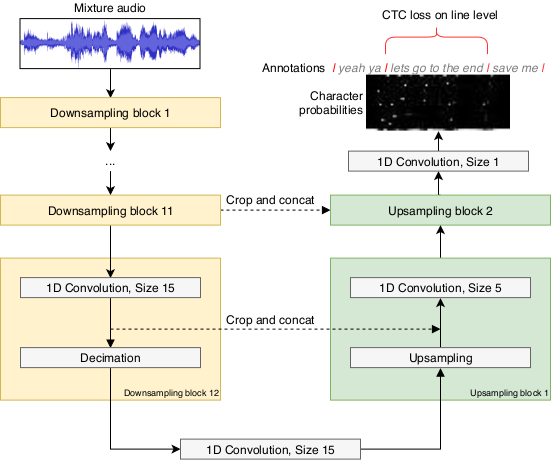 Mixture audio
CTC loss on line level
Annotations / yeah ya / lets go to the end / save me /
Character
probabilities
Downsampling block 1
...
1D Convolution, Size 1
Downsampling block 11
Crop and concat
Upsampling block 2
1D Convolution, Size 15
1D Convolution, Size 5
Crop and concat
Decimation
Upsampling
Downsampling block 12
Upsampling block 1
1D Convolution, Size 15